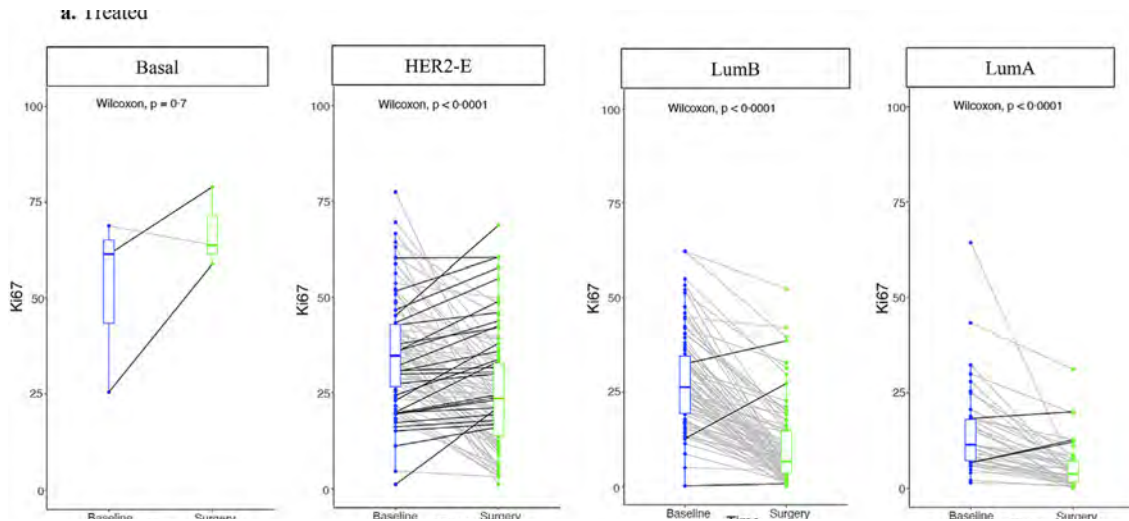 a. Treated
Basal
HER2-E
LumB
LumA
Wilcoxon, p = 0·7
Wilcoxon, p < 0·0001
Wilcoxon, p < 0·0001
Wilcoxon, p < 0·0001
100
75
50
25
0
Ki67
100
75
50
25
0
Ki67
100
75
50
25
0
Ki67
100
75
50
25
0
Ki67
Baseline Surgery
Baseline Surgery
Baseline Surgery
Baseline Surgery
Time